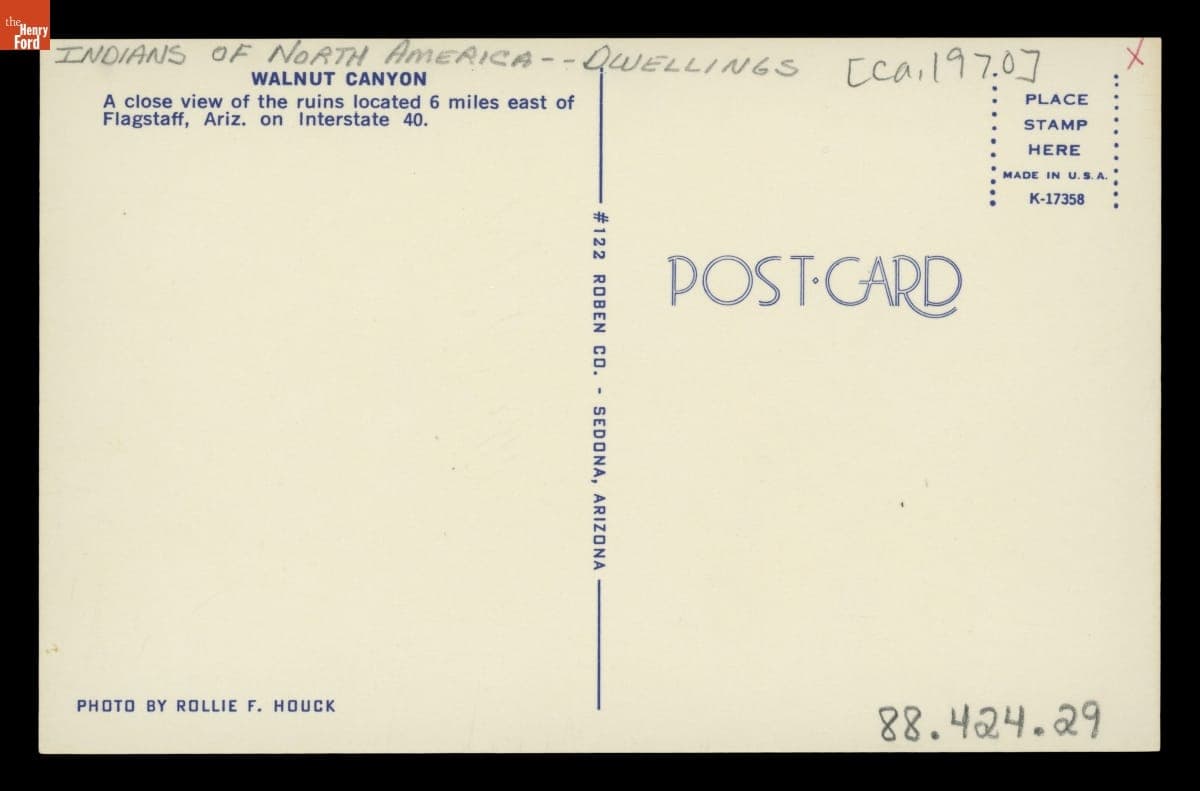 the
Henry
Ford
INDIANS OF NORTH AMERICA -- DWELLINGS [ca. 1970]
X
WALNUT CANYON
A close view of the ruins located 6 miles east of
Flagstaff, Ariz. on Interstate 40.
PLACE
STAMP
HERE
MADE IN U.S.A.
K-17358
#122 ROBEN CO. - SEDONA, ARIZONA
POST·CARD
PHOTO BY ROLLIE F. HOUCK
88.424.29